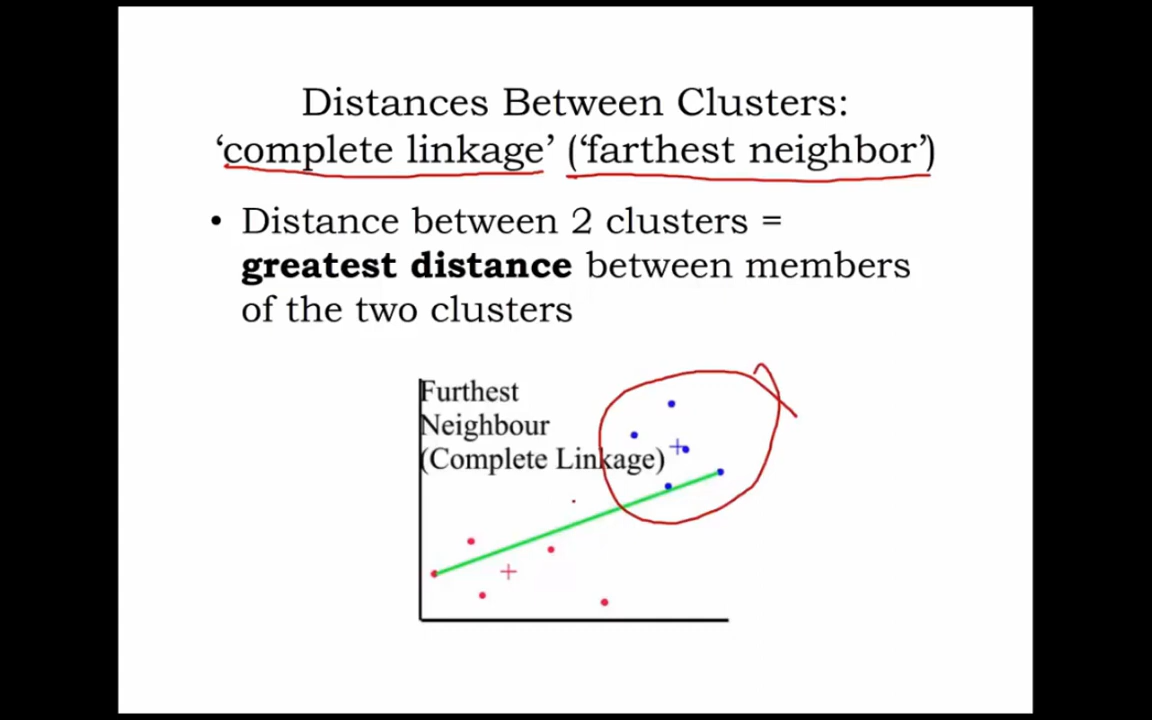 Distances Between Clusters:
‘complete linkage’ (‘farthest neighbor’)
• Distance between 2 clusters =
greatest distance between members
of the two clusters
Furthest
Neighbour
(Complete Linkage)